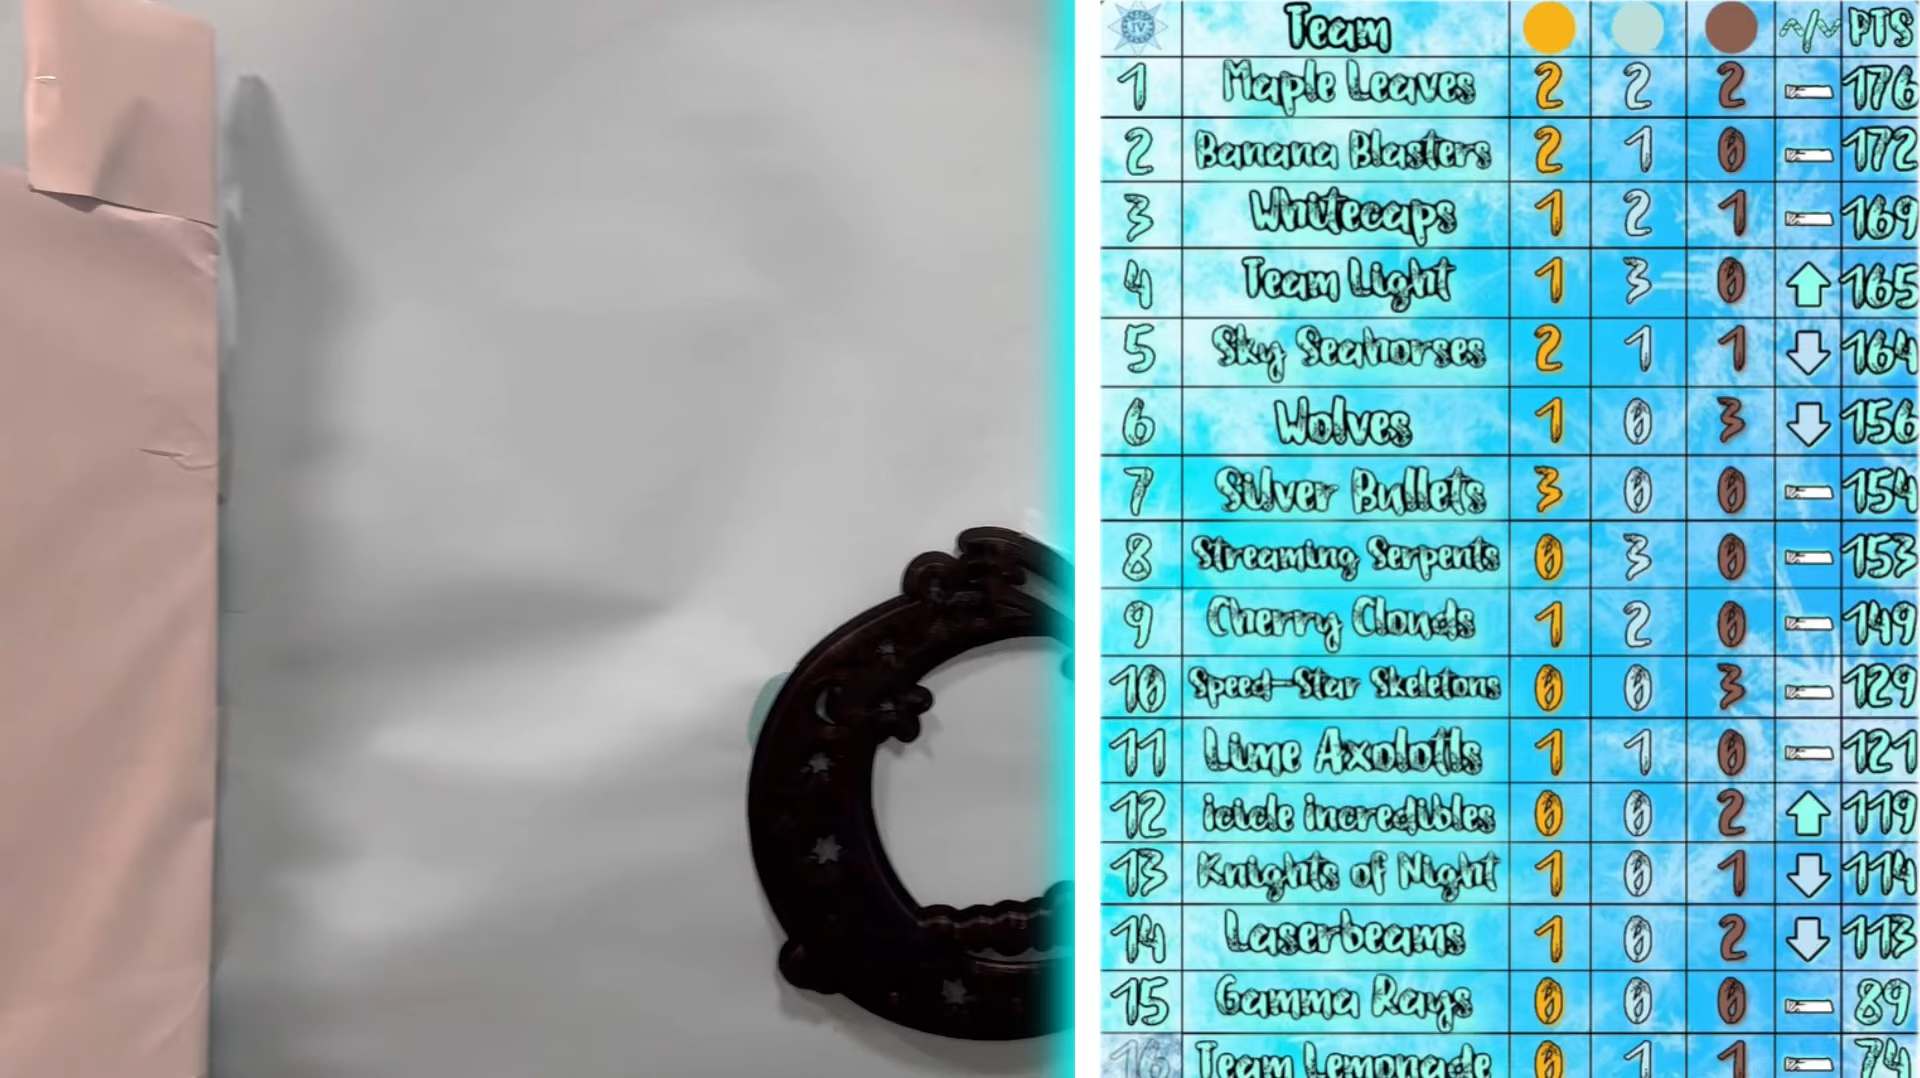 IV Team PTS
1 Maple Leaves 2 2 2 176
2 Banana Blasters 2 1 0 172
3 Whitecaps 1 2 1 169
4 Team Light 1 3 0 165
5 Sky Seahorses 2 1 1 164
6 Wolves 1 0 3 156
7 Silver Bullets 3 0 0 154
8 Streaming Serpents 0 3 0 153
9 Cherry Clouds 1 2 0 149
10 Speed-Star Skeletons 0 0 3 129
11 Lime Axolotls 1 1 0 121
12 icicle incredibles 0 0 2 119
13 Knights of Night 1 0 1 114
14 Laserbeams 1 0 2 113
15 Gamma Rays 0 0 0 89
16 Team Lemonade 0 1 1 74